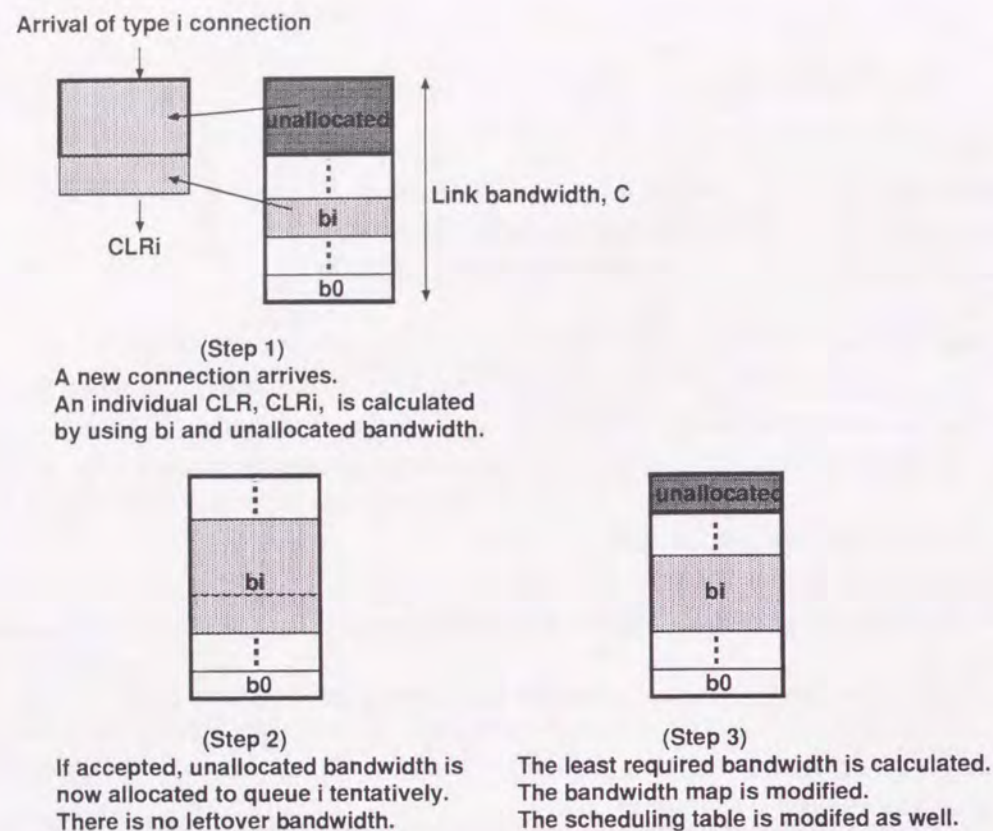 Arrival of type i connection
unallocated
bi
b0
Link bandwidth, C
CLRi
(Step 1)
A new connection arrives.
An individual CLR, CLRi, is calculated
by using bi and unallocated bandwidth.
bi
b0
(Step 2)
If accepted, unallocated bandwidth is
now allocated to queue i tentatively.
There is no leftover bandwidth.
unallocated
bi
b0
(Step 3)
The least required bandwidth is calculated.
The bandwidth map is modified.
The scheduling table is modifed as well.